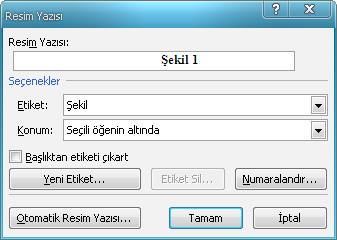 Resim Yazısı
Resim Yazısı:
Şekil 1
Seçenekler
Etiket: Şekil
Konum: Seçili öğenin altında
Başlıktan etiketi çıkart
Yeni Etiket... Etiket Sil... Numaralandır...
Otomatik Resim Yazısı... Tamam İptal